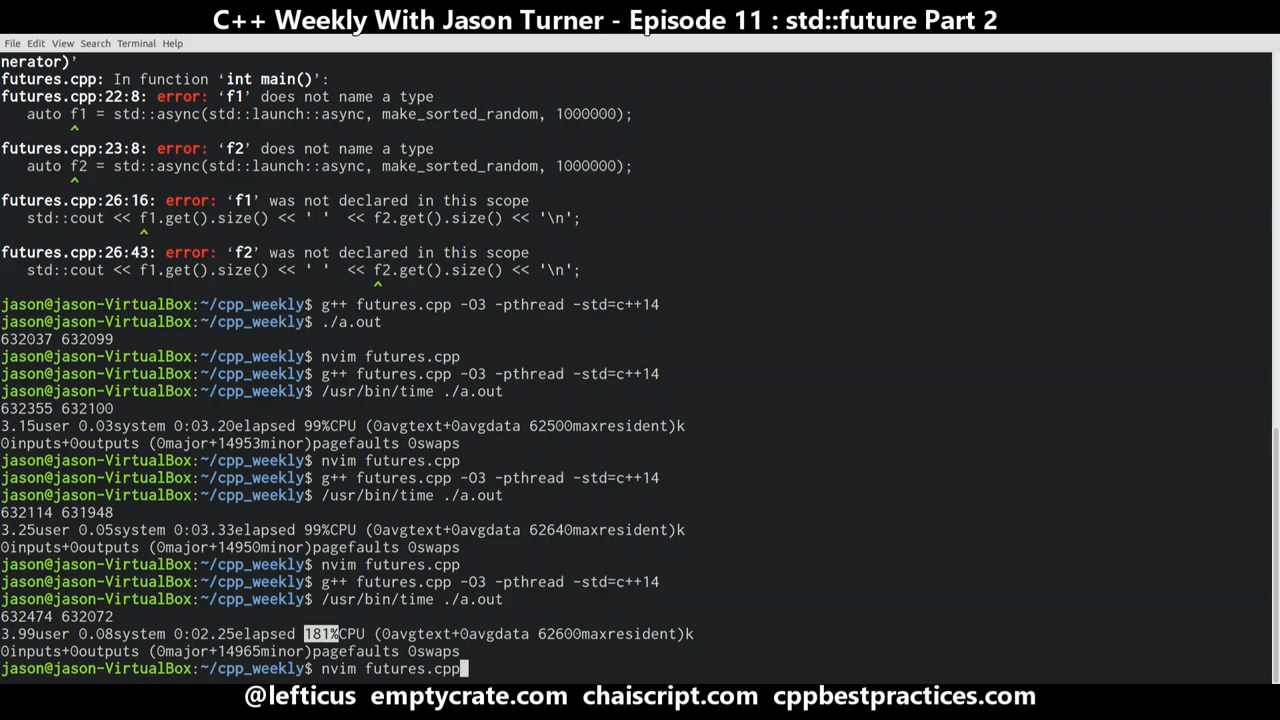 C++ Weekly With Jason Turner - Episode 11 : std::future Part 2
File Edit View Search Terminal Help
nerator)’
futures.cpp: In function ‘int main()’:
futures.cpp:22:8: error: ‘f1’ does not name a type
auto f1 = std::async(std::launch::async, make_sorted_random, 1000000);
^
futures.cpp:23:8: error: ‘f2’ does not name a type
auto f2 = std::async(std::launch::async, make_sorted_random, 1000000);
^
futures.cpp:26:16: error: ‘f1’ was not declared in this scope
std::cout << f1.get().size() << ' '  << f2.get().size() << '\n';
^
futures.cpp:26:43: error: ‘f2’ was not declared in this scope
std::cout << f1.get().size() << ' '  << f2.get().size() << '\n';
^
jason@jason-VirtualBox:~/cpp_weekly$ g++ futures.cpp -O3 -pthread -std=c++14
jason@jason-VirtualBox:~/cpp_weekly$ ./a.out
632037 632099
jason@jason-VirtualBox:~/cpp_weekly$ nvim futures.cpp
jason@jason-VirtualBox:~/cpp_weekly$ g++ futures.cpp -O3 -pthread -std=c++14
jason@jason-VirtualBox:~/cpp_weekly$ /usr/bin/time ./a.out
632355 632100
3.15user 0.03system 0:03.20elapsed 99%CPU (0avgtext+0avgdata 62500maxresident)k
0inputs+0outputs (0major+14953minor)pagefaults 0swaps
jason@jason-VirtualBox:~/cpp_weekly$ nvim futures.cpp
jason@jason-VirtualBox:~/cpp_weekly$ g++ futures.cpp -O3 -pthread -std=c++14
jason@jason-VirtualBox:~/cpp_weekly$ /usr/bin/time ./a.out
632114 631948
3.25user 0.05system 0:03.33elapsed 99%CPU (0avgtext+0avgdata 62640maxresident)k
0inputs+0outputs (0major+14950minor)pagefaults 0swaps
jason@jason-VirtualBox:~/cpp_weekly$ nvim futures.cpp
jason@jason-VirtualBox:~/cpp_weekly$ g++ futures.cpp -O3 -pthread -std=c++14
jason@jason-VirtualBox:~/cpp_weekly$ /usr/bin/time ./a.out
632474 632072
3.99user 0.08system 0:02.25elapsed 181%CPU (0avgtext+0avgdata 62600maxresident)k
0inputs+0outputs (0major+14965minor)pagefaults 0swaps
jason@jason-VirtualBox:~/cpp_weekly$ nvim futures.cpp
@lefticus emptycrate.com chaiscript.com cppbestpractices.com